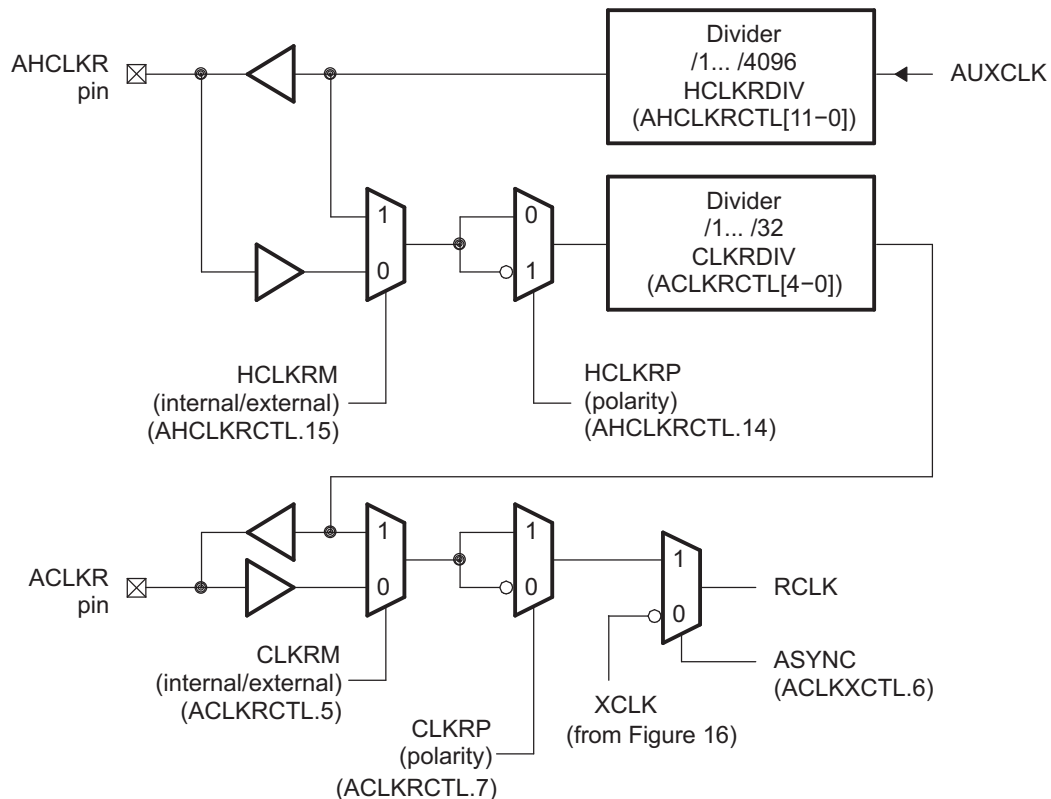 Divider
/1... /4096
HCLKRDIV
(AHCLKRCTL[11−0])
AHCLKR
pin
AUXCLK
1
0
0
1
Divider
/1... /32
CLKRDIV
(ACLKRCTL[4−0])
HCLKRM
(internal/external)
(AHCLKRCTL.15)
HCLKRP
(polarity)
(AHCLKRCTL.14)
ACLKR
pin
1
0
1
0
1
0
RCLK
CLKRM
(internal/external)
(ACLKRCTL.5)
CLKRP
(polarity)
(ACLKRCTL.7)
XCLK
(from Figure 16)
ASYNC
(ACLKXCTL.6)